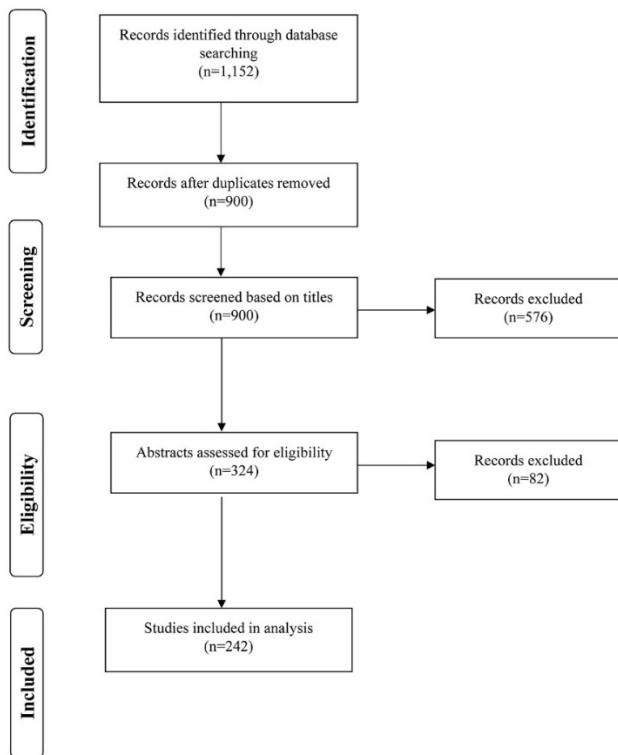 Identification
Records identified through database
searching
(n=1,152)
Records after duplicates removed
(n=900)
Screening
Records screened based on titles
(n=900)
Records excluded
(n=576)
Eligibility
Abstracts assessed for eligibility
(n=324)
Records excluded
(n=82)
Included
Studies included in analysis
(n=242)